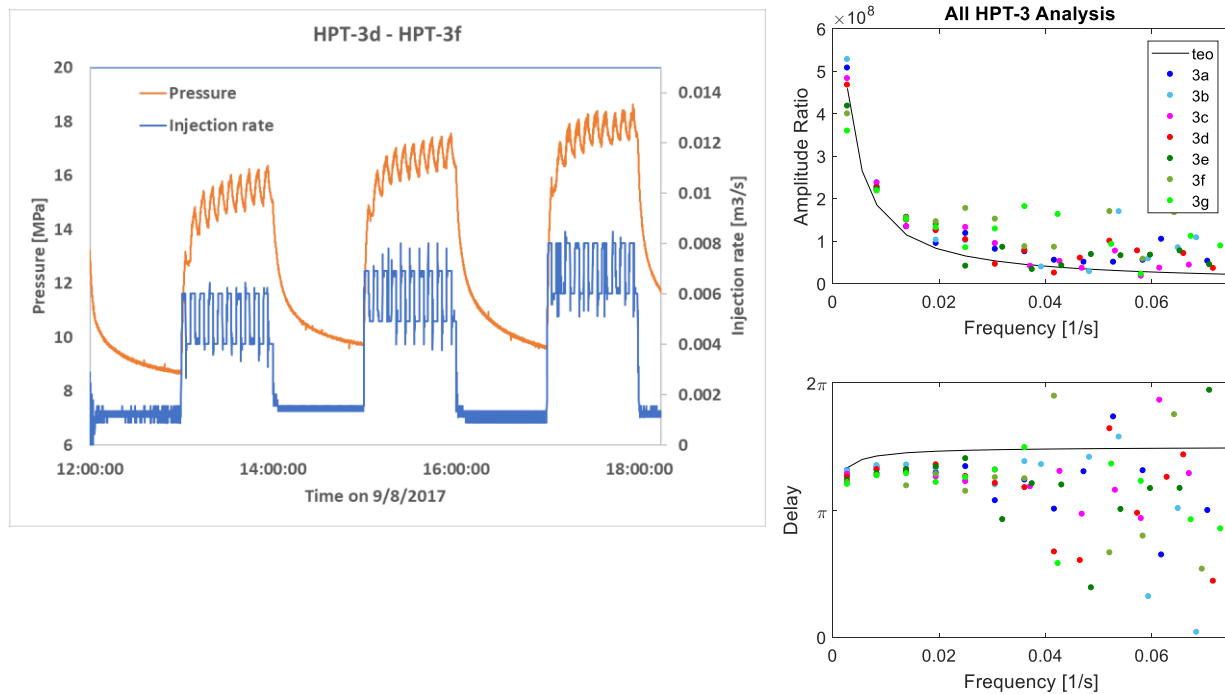 HPT-3d - HPT-3f
Pressure
Injection rate
Pressure [MPa]
20
18
16
14
12
10
8
6
0.014
0.012
0.01
0.008
0.006
0.004
0.002
0
Injection rate [m3/s]
12:00:00 14:00:00 16:00:00 18:00:00
Time on 9/8/2017
All HPT-3 Analysis
×10^8
Amplitude Ratio
6
5
4
3
2
1
0
teo
3a
3b
3c
3d
3e
3f
3g
0 0.02 0.04 0.06
Frequency [1/s]
Delay
2π
π
0
0 0.02 0.04 0.06
Frequency [1/s]